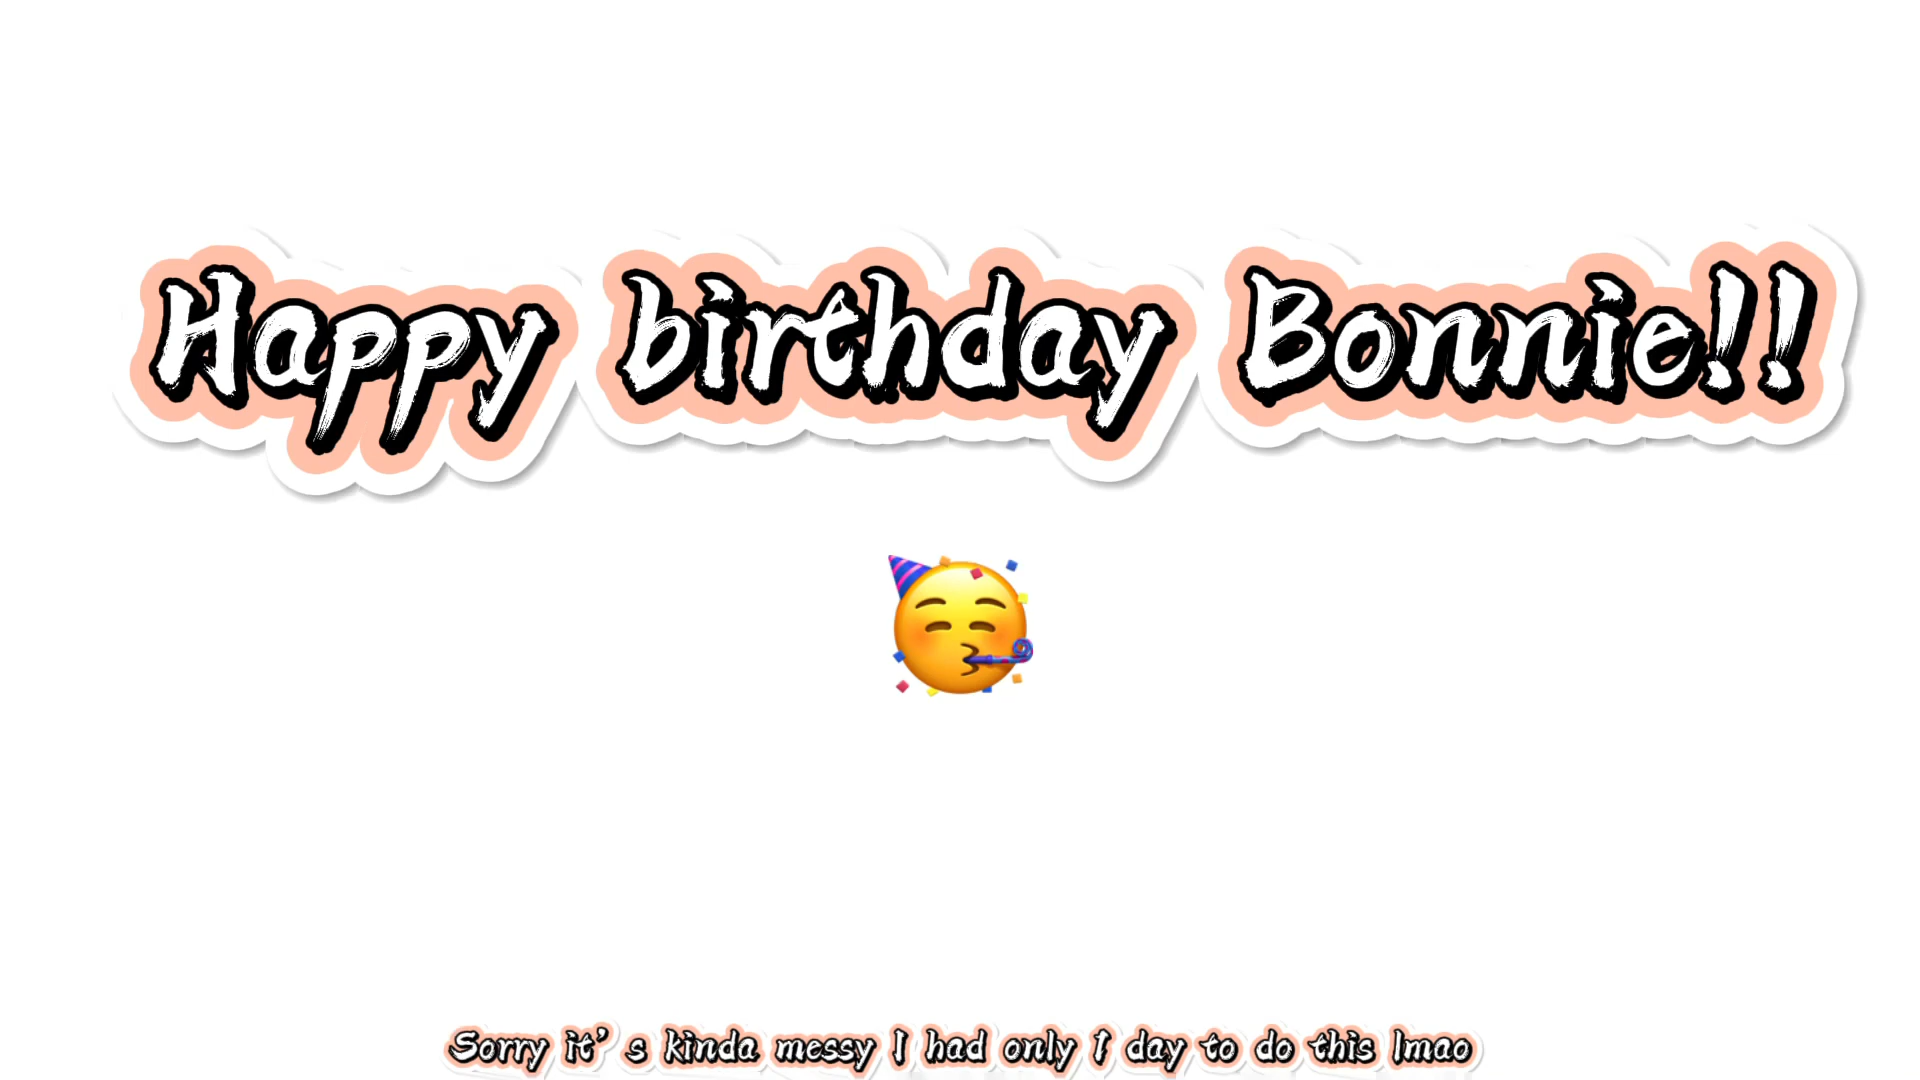 Happy birthday Bonnie!!
🥳
Sorry it’s kinda messy I had only 1 day to do this lmao